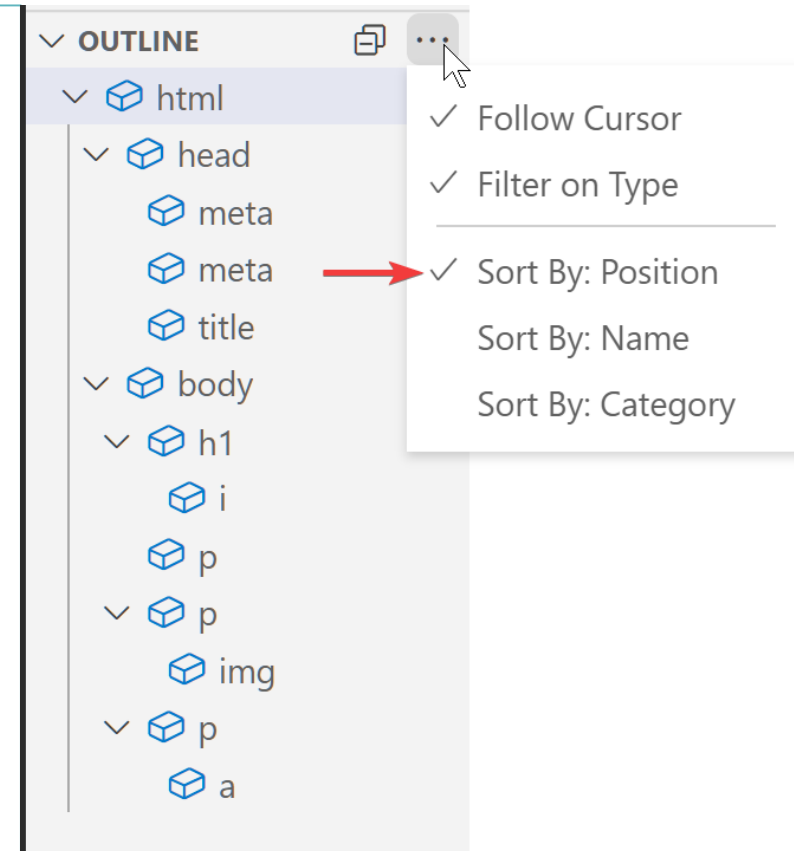 OUTLINE
html
head
meta
meta
title
body
h1
i
p
p
img
p
a
Follow Cursor
Filter on Type
Sort By: Position
Sort By: Name
Sort By: Category